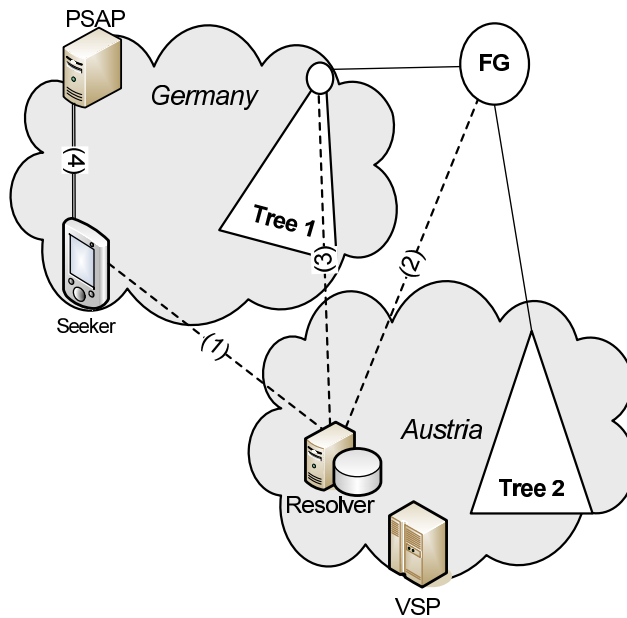 PSAP
Germany
FG
(4)
Tree 1
(3)
(2)
Seeker
(1)
Austria
Tree 2
Resolver
VSP